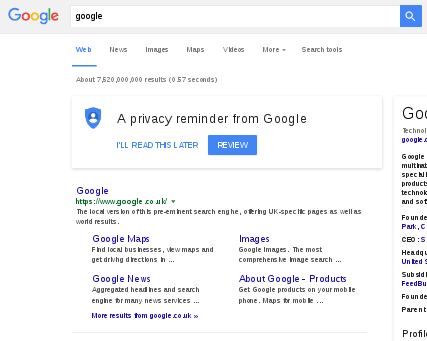 Google
google
Web News Images Maps Videos More Search tools
About 7,520,000,000 results (0.57 seconds)
A privacy reminder from Google
I'LL READ THIS LATER REVIEW
Google
https://www.google.co.uk/
The local version of this pre-eminent search engine, offering UK-specific pages as well as
world results.
Google Maps
Find local businesses, view maps and
get driving directions in ...
Images
Google Images. The most
comprehensive image search ...
Google News
Aggregated headlines and search
engine for many news services ...
About Google - Products
Get Google products on your mobile
phone. Maps for mobile ...
More results from google.co.uk »
Goo
Technol
google.c
Google
multinat
special
products
technolo
and sof
Founde
Park, C
CEO: S
Headqu
United S
Subsidi
FeedBu
Founde
Parent
Profile